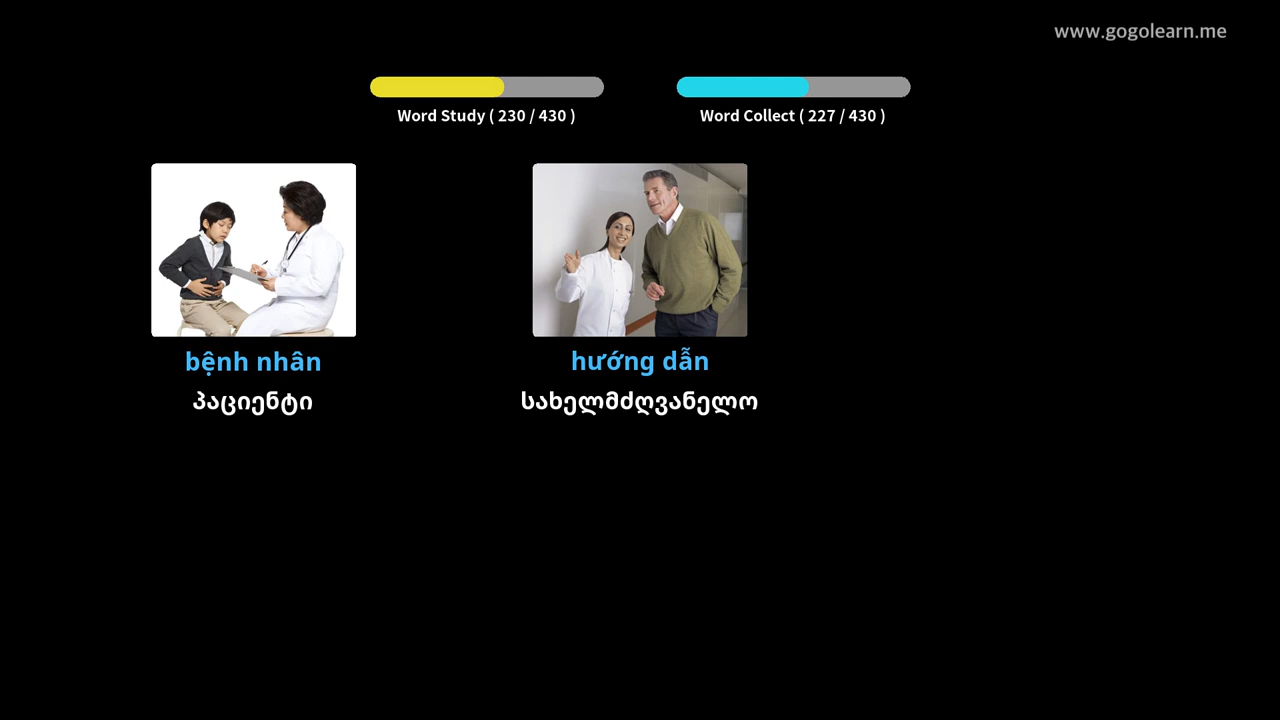 www.gogolearn.me
Word Study ( 230 / 430 )
Word Collect ( 227 / 430 )
bệnh nhân
პაციენტი
hướng dẫn
სახელმძღვანელო